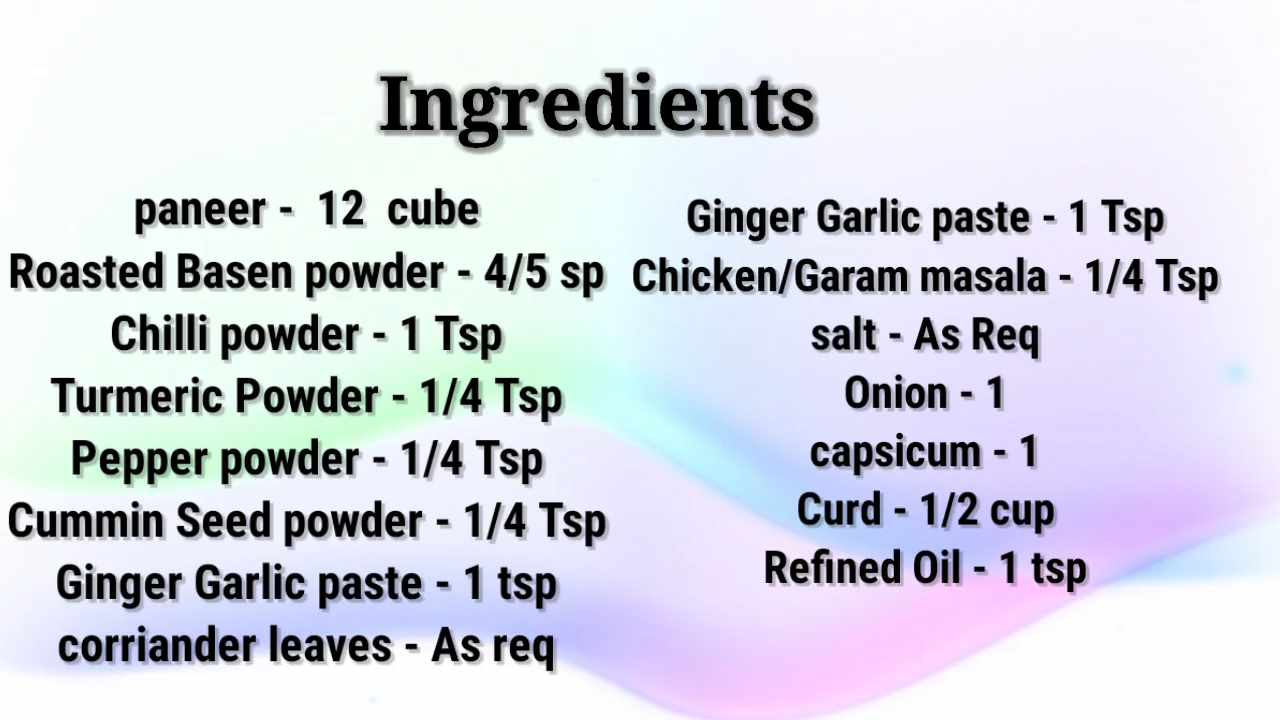 Ingredients
paneer - 12 cube
Roasted Basen powder - 4/5 sp
Chilli powder - 1 Tsp
Turmeric Powder - 1/4 Tsp
Pepper powder - 1/4 Tsp
Cummin Seed powder - 1/4 Tsp
Ginger Garlic paste - 1 tsp
corriander leaves - As req
Ginger Garlic paste - 1 Tsp
Chicken/Garam masala - 1/4 Tsp
salt - As Req
Onion - 1
capsicum - 1
Curd - 1/2 cup
Refined Oil - 1 tsp